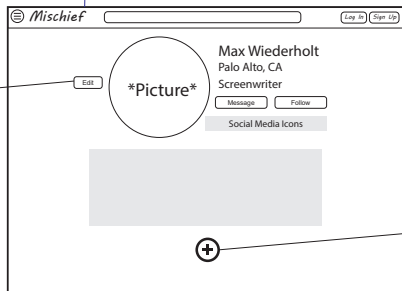 Mischief
Log In Sign Up
Max Wiederholt
Palo Alto, CA
Screenwriter
Edit
*Picture*
Message Follow
Social Media Icons